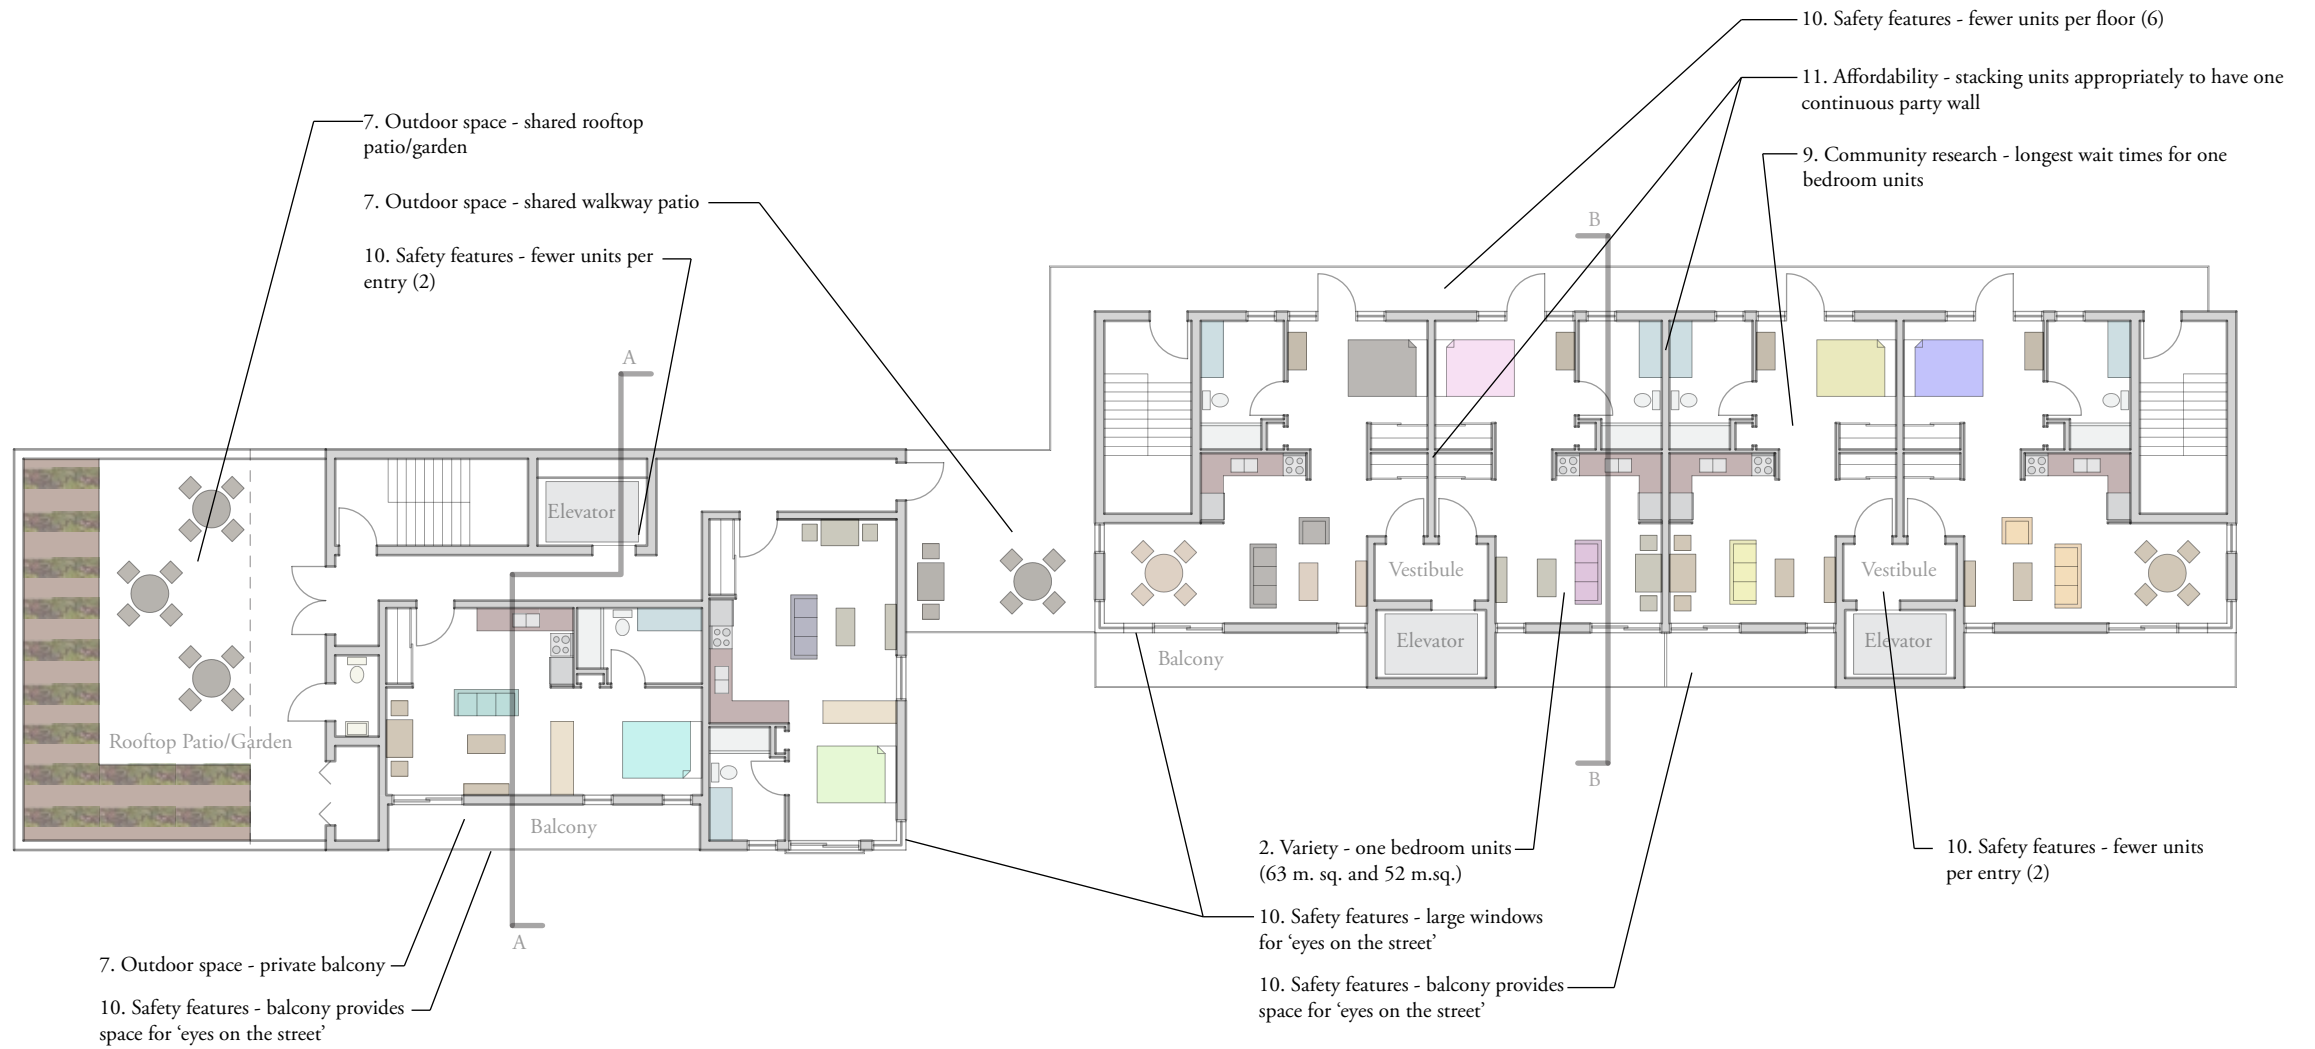 10. Safety features - fewer units per floor (6)
11. Affordability - stacking units appropriately to have one
continuous party wall
7. Outdoor space - shared rooftop
patio/garden
9. Community research - longest wait times for one
bedroom units
7. Outdoor space - shared walkway patio
B
10. Safety features - fewer units per
entry (2)
A
Elevator
Vestibule
Vestibule
Elevator
Elevator
Balcony
Rooftop Patio/Garden
B
Balcony
2. Variety - one bedroom units
(63 m. sq. and 52 m.sq.)
10. Safety features - fewer units
per entry (2)
10. Safety features - large windows
for ‘eyes on the street’
A
7. Outdoor space - private balcony
10. Safety features - balcony provides
space for ‘eyes on the street’
10. Safety features - balcony provides
space for ‘eyes on the street’